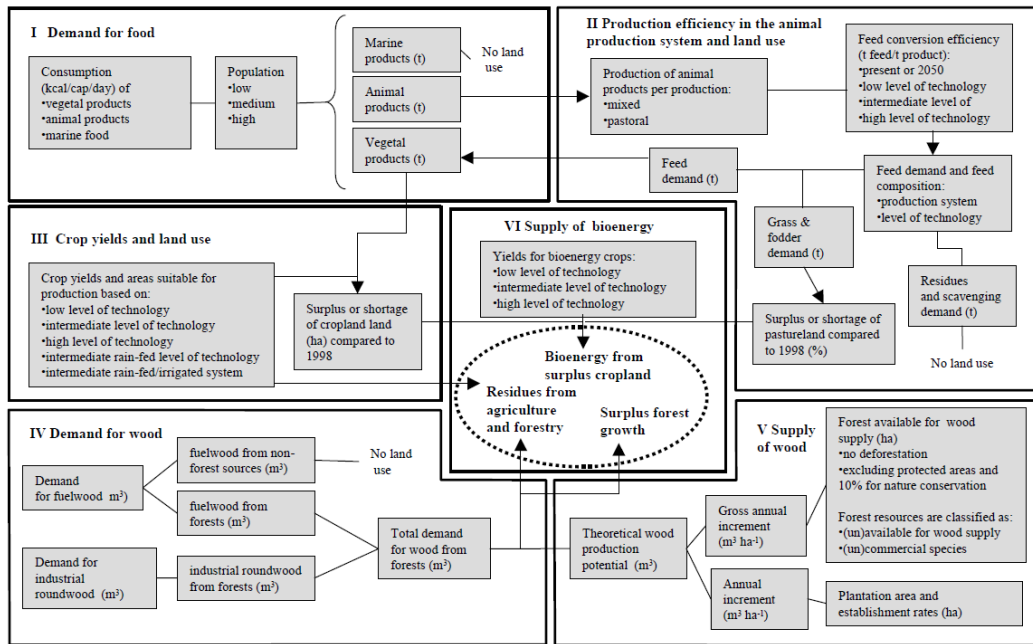 I Demand for food
Consumption
(kcal/cap/day) of
•vegetal products
•animal products
•marine food
Population
•low
•medium
•high
Marine
products (t)
No land
use
Animal
products (t)
Vegetal
products (t)
II Production efficiency in the animal
production system and land use
Production of animal
products per production:
•mixed
•pastoral
Feed conversion efficiency
(t feed/t product):
•present or 2050
•low level of technology
•intermediate level of
•high level of technology
Feed
demand (t)
Feed demand and feed
composition:
•production system
•level of technology
Grass &
fodder
demand (t)
Residues
and scavenging
demand (t)
Surplus or shortage of
pastureland compared
to 1998 (%)
No land use
III Crop yields and land use
Crop yields and areas suitable for
production based on:
•low level of technology
•intermediate level of technology
•high level of technology
•intermediate rain-fed level of technology
•intermediate rain-fed/irrigated system
Surplus or shortage
of cropland land
(ha) compared to
1998
VI Supply of bioenergy
Yields for bioenergy crops:
•low level of technology
•intermediate level of technology
•high level of technology
Bioenergy from
surplus cropland
Residues from
agriculture
and forestry
Surplus forest
growth
IV Demand for wood
Demand
for fuelwood m³)
fuelwood from non-
forest sources (m³)
No land
use
fuelwood from
forests (m³)
Demand for
industrial
roundwood (m³)
industrial roundwood
from forests (m³)
Total demand
for wood from
forests (m³)
V Supply
of wood
Theoretical wood
production
potential (m³)
Gross annual
increment
(m³ ha⁻¹)
Annual
increment
(m³ ha⁻¹)
Forest available for wood
supply (ha)
•no deforestation
•excluding protected areas and
10% for nature conservation
Forest resources are classified as:
•(un)available for wood supply
•(un)commercial species
Plantation area and
establishment rates (ha)